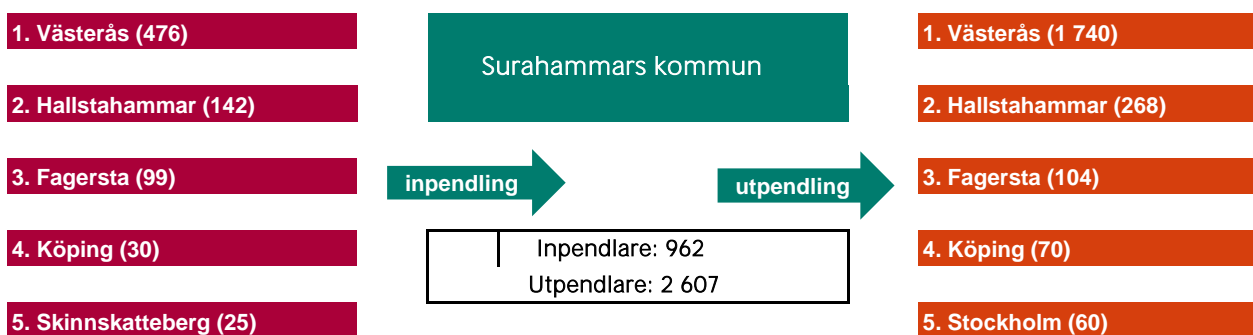 1. Västerås (476)
2. Hallstahammar (142)
3. Fagersta (99)
4. Köping (30)
5. Skinnskatteberg (25)
Surahammars kommun
inpendling
utpendling
Inpendlare: 962
Utpendlare: 2 607
1. Västerås (1 740)
2. Hallstahammar (268)
3. Fagersta (104)
4. Köping (70)
5. Stockholm (60)